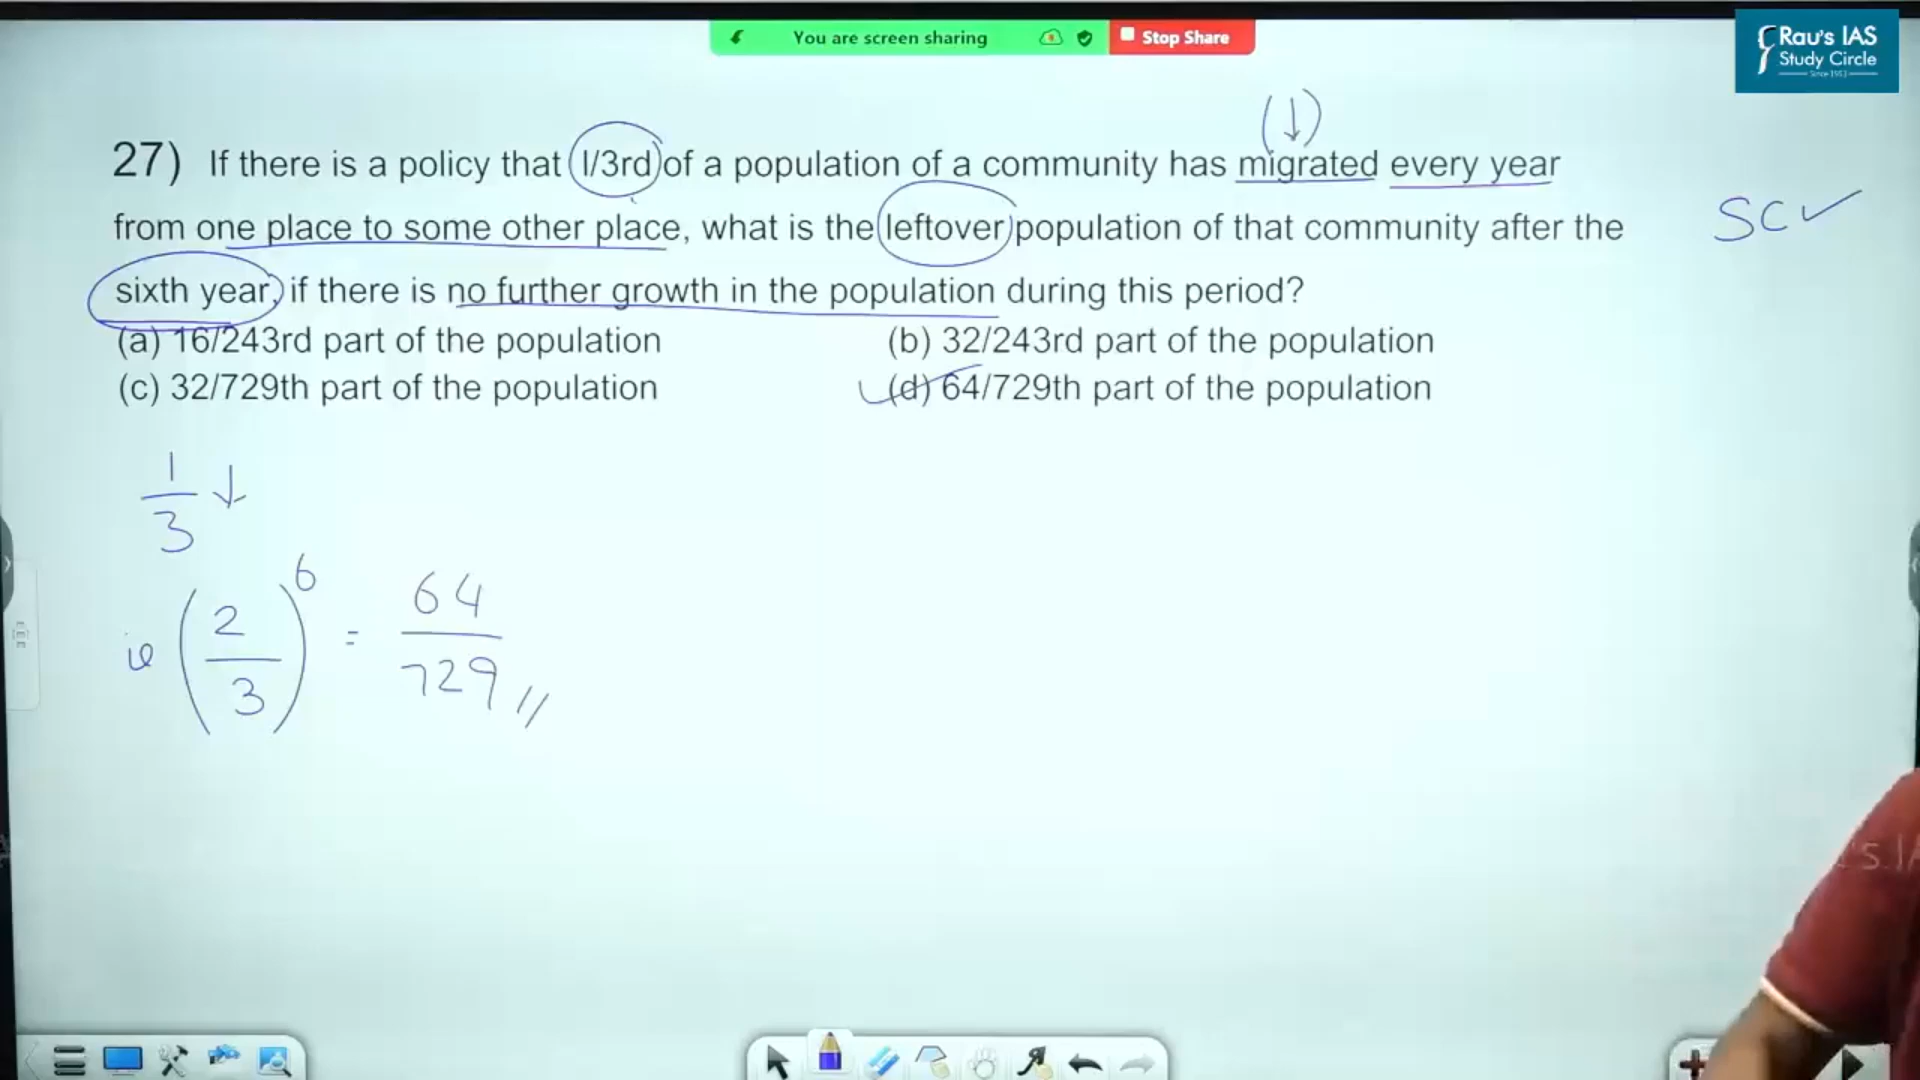 You are screen sharing
Stop Share
Rau's IAS
Study Circle
Since 1953
(↓)
27) If there is a policy that I/3rd of a population of a community has migrated every year
from one place to some other place, what is the leftover population of that community after the
sixth year, if there is no further growth in the population during this period?
SC✓
(a) 16/243rd part of the population
(b) 32/243rd part of the population
(c) 32/729th part of the population
(d) 64/729th part of the population
1/3 ↓
ie (2/3)^6 = 64/729 //